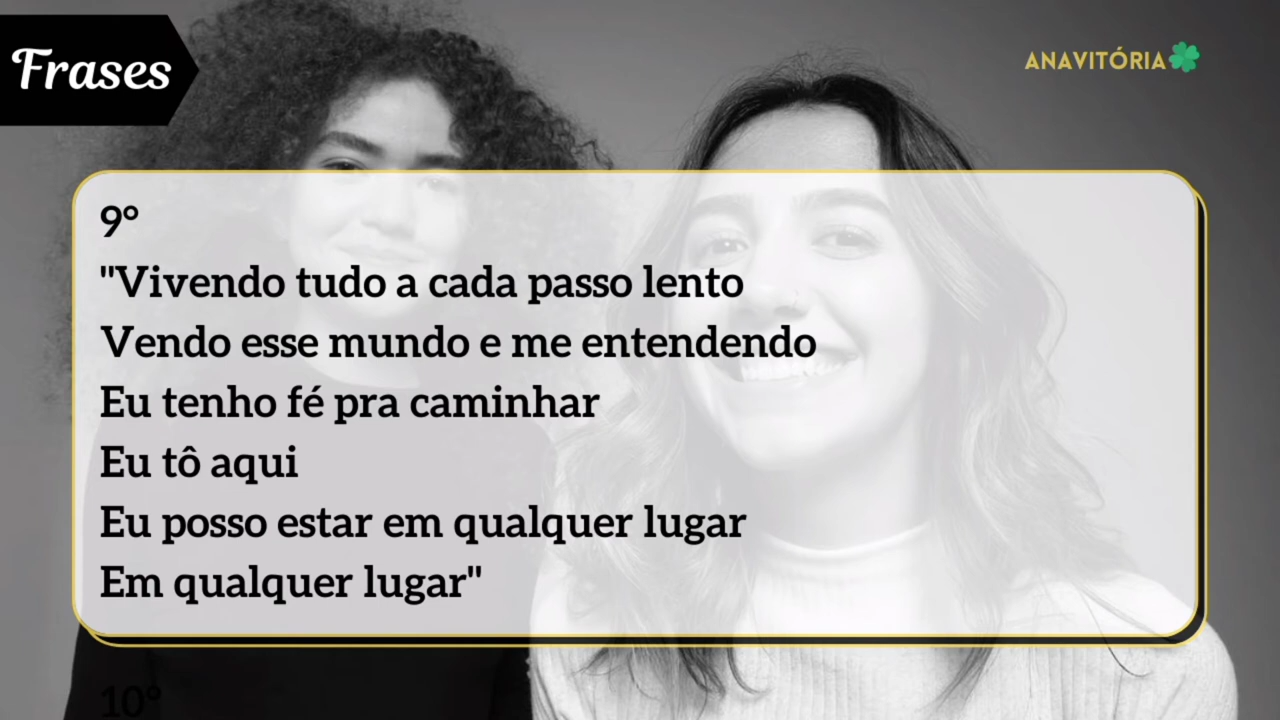 Frases
ANAVITÓRIA
9°
"Vivendo tudo a cada passo lento
Vendo esse mundo e me entendendo
Eu tenho fé pra caminhar
Eu tô aqui
Eu posso estar em qualquer lugar
Em qualquer lugar"
10°